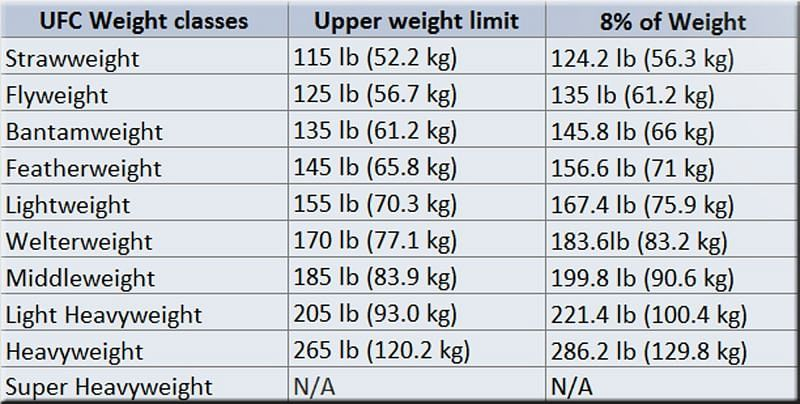 UFC Weight classes Upper weight limit 8% of Weight
Strawweight 115 lb (52.2 kg) 124.2 lb (56.3 kg)
Flyweight 125 lb (56.7 kg) 135 lb (61.2 kg)
Bantamweight 135 lb (61.2 kg) 145.8 lb (66 kg)
Featherweight 145 lb (65.8 kg) 156.6 lb (71 kg)
Lightweight 155 lb (70.3 kg) 167.4 lb (75.9 kg)
Welterweight 170 lb (77.1 kg) 183.6lb (83.2 kg)
Middleweight 185 lb (83.9 kg) 199.8 lb (90.6 kg)
Light Heavyweight 205 lb (93.0 kg) 221.4 lb (100.4 kg)
Heavyweight 265 lb (120.2 kg) 286.2 lb (129.8 kg)
Super Heavyweight N/A N/A